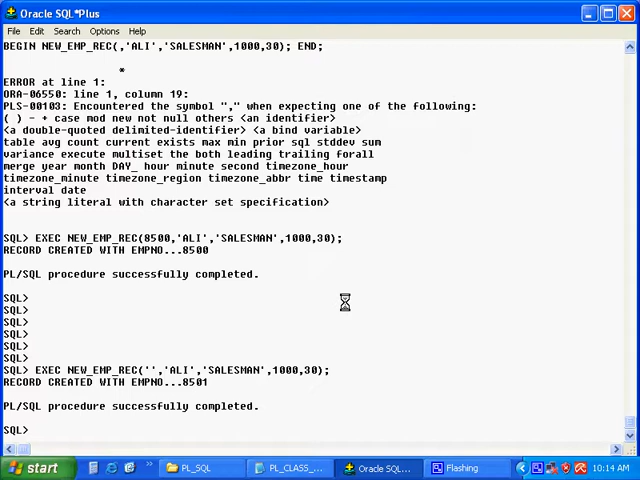 Oracle SQL*Plus
File Edit Search Options Help
BEGIN NEW_EMP_REC(,'ALI','SALESMAN',1000,30); END;
*
ERROR at line 1:
ORA-06550: line 1, column 19:
PLS-00103: Encountered the symbol "," when expecting one of the following:
( ) - + case mod new not null others <an identifier>
<a double-quoted delimited-identifier> <a bind variable>
table avg count current exists max min prior sql stddev sum
variance execute multiset the both leading trailing forall
merge year month DAY_ hour minute second timezone_hour
timezone_minute timezone_region timezone_abbr time timestamp
interval date
<a string literal with character set specification>
SQL> EXEC NEW_EMP_REC(8500,'ALI','SALESMAN',1000,30);
RECORD CREATED WITH EMPNO...8500
PL/SQL procedure successfully completed.
SQL>
SQL>
SQL>
SQL>
SQL>
SQL>
SQL> EXEC NEW_EMP_REC('','ALI','SALESMAN',1000,30);
RECORD CREATED WITH EMPNO...8501
PL/SQL procedure successfully completed.
SQL>
start PL_SQL PL_CLASS_... Oracle SQL*... Flashing 10:14 AM